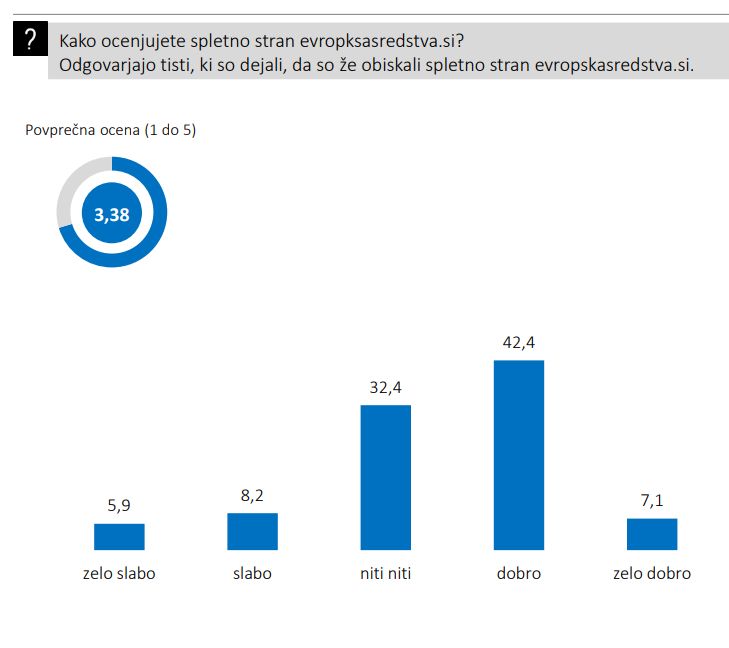 ?
Kako ocenjujete spletno stran evropksasredstva.si?
Odgovarjajo tisti, ki so dejali, da so že obiskali spletno stran evropskasredstva.si.
Povprečna ocena (1 do 5)
3,38
42,4
32,4
8,2
7,1
5,9
zelo slabo
slabo
niti niti
dobro
zelo dobro